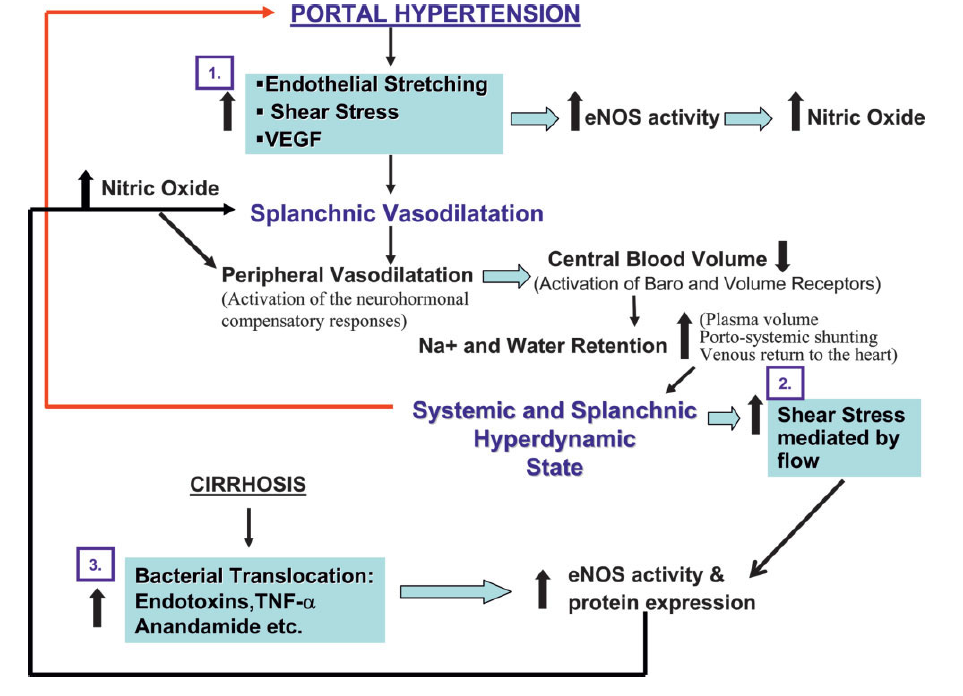 PORTAL HYPERTENSION
1.
▪Endothelial Stretching
▪ Shear Stress
▪VEGF
eNOS activity
Nitric Oxide
Nitric Oxide
Splanchnic Vasodilatation
Peripheral Vasodilatation
(Activation of the neurohormonal
compensatory responses)
Central Blood Volume
(Activation of Baro and Volume Receptors)
Na+ and Water Retention
(Plasma volume
Porto-systemic shunting
Venous return to the heart)
2.
Systemic and Splanchnic
Hyperdynamic
State
Shear Stress
mediated by
flow
CIRRHOSIS
3.
Bacterial Translocation:
Endotoxins,TNF-α
Anandamide etc.
eNOS activity &
protein expression